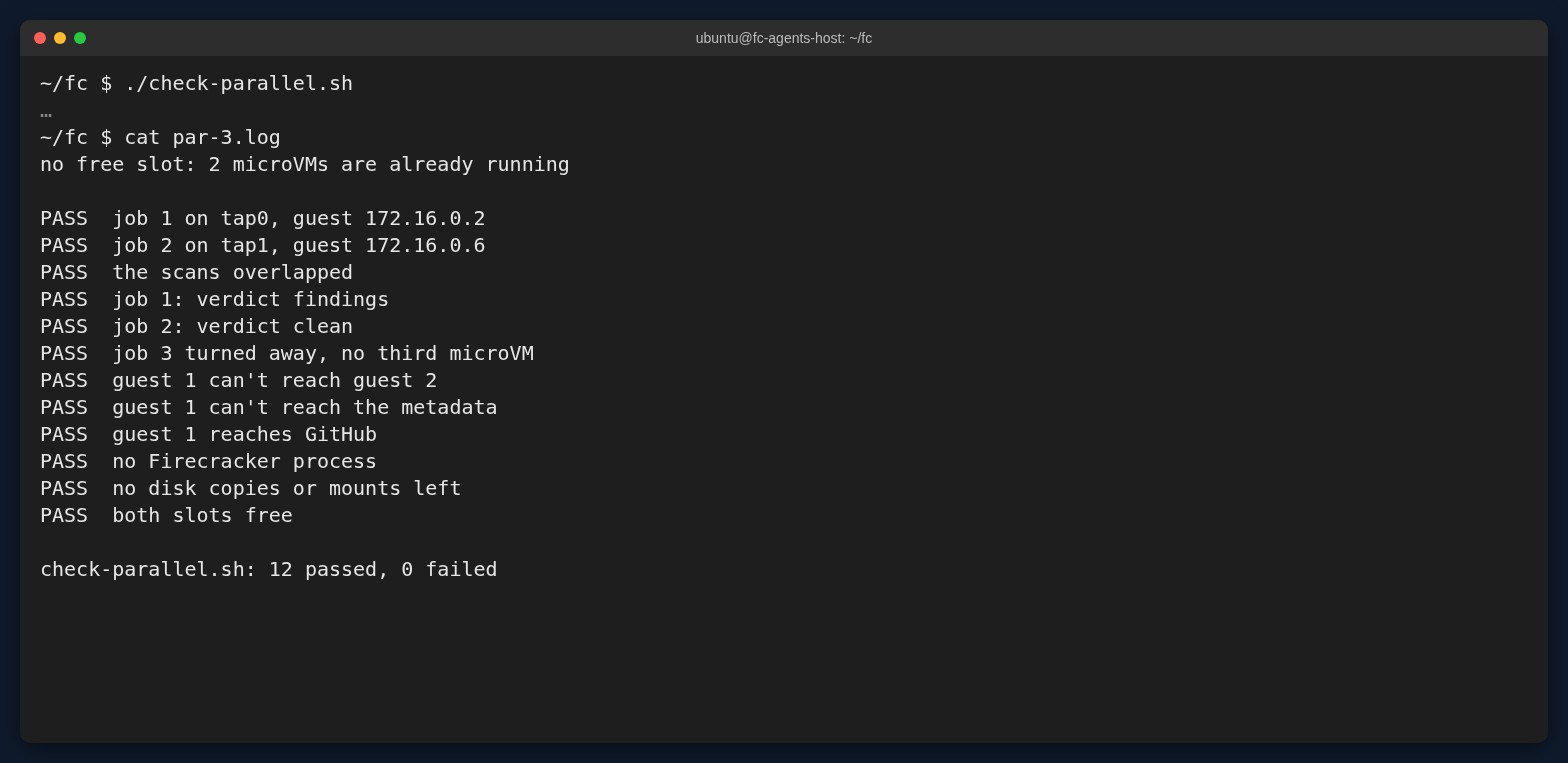 ubuntu@fc-agents-host: ~/fc
~/fc $ ./check-parallel.sh
…
~/fc $ cat par-3.log
no free slot: 2 microVMs are already running
PASS  job 1 on tap0, guest 172.16.0.2
PASS  job 2 on tap1, guest 172.16.0.6
PASS  the scans overlapped
PASS  job 1: verdict findings
PASS  job 2: verdict clean
PASS  job 3 turned away, no third microVM
PASS  guest 1 can't reach guest 2
PASS  guest 1 can't reach the metadata
PASS  guest 1 reaches GitHub
PASS  no Firecracker process
PASS  no disk copies or mounts left
PASS  both slots free
check-parallel.sh: 12 passed, 0 failed